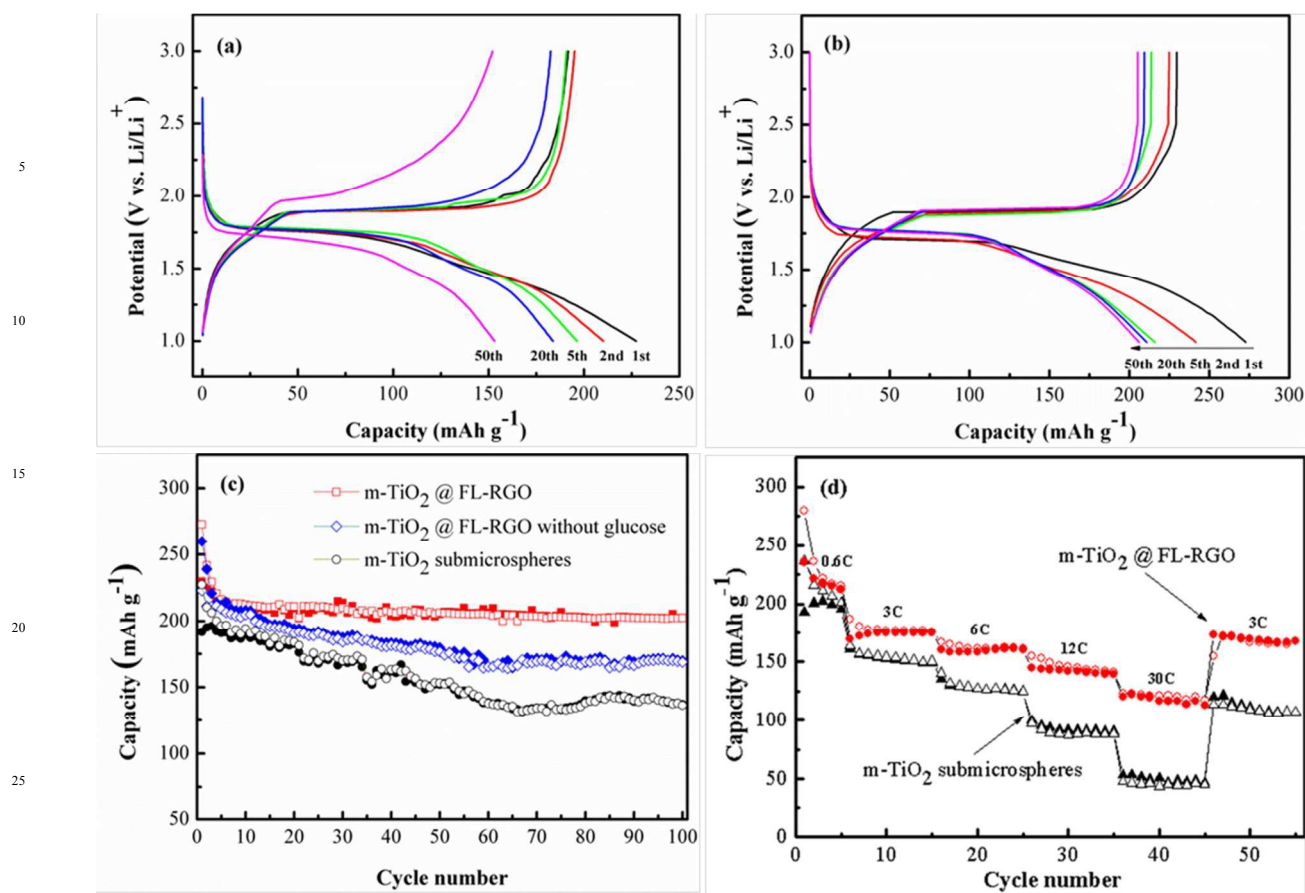 (a)
3.0
2.5
2.0
1.5
1.0
Potential (V vs. Li/Li+)
50th 20th 5th 2nd 1st
0 50 100 150 200 250
Capacity (mAh g-1)
(b)
3.0
2.5
2.0
1.5
1.0
Potential (V vs. Li/Li+)
50th 20th 5th 2nd 1st
0 50 100 150 200 250 300
Capacity (mAh g-1)
5
10
15
20
25
(c)
300
250
200
150
100
50
Capacity (mAh g-1)
m-TiO2 @ FL-RGO
m-TiO2 @ FL-RGO without glucose
m-TiO2 submicrospheres
0 10 20 30 40 50 60 70 80 90 100
Cycle number
(d)
300
250
200
150
100
50
0
Capacity (mAh g-1)
m-TiO2 @ FL-RGO
0.6C
3C
6C
12C
30C
3C
m-TiO2 submicrospheres
0 10 20 30 40 50
Cycle number